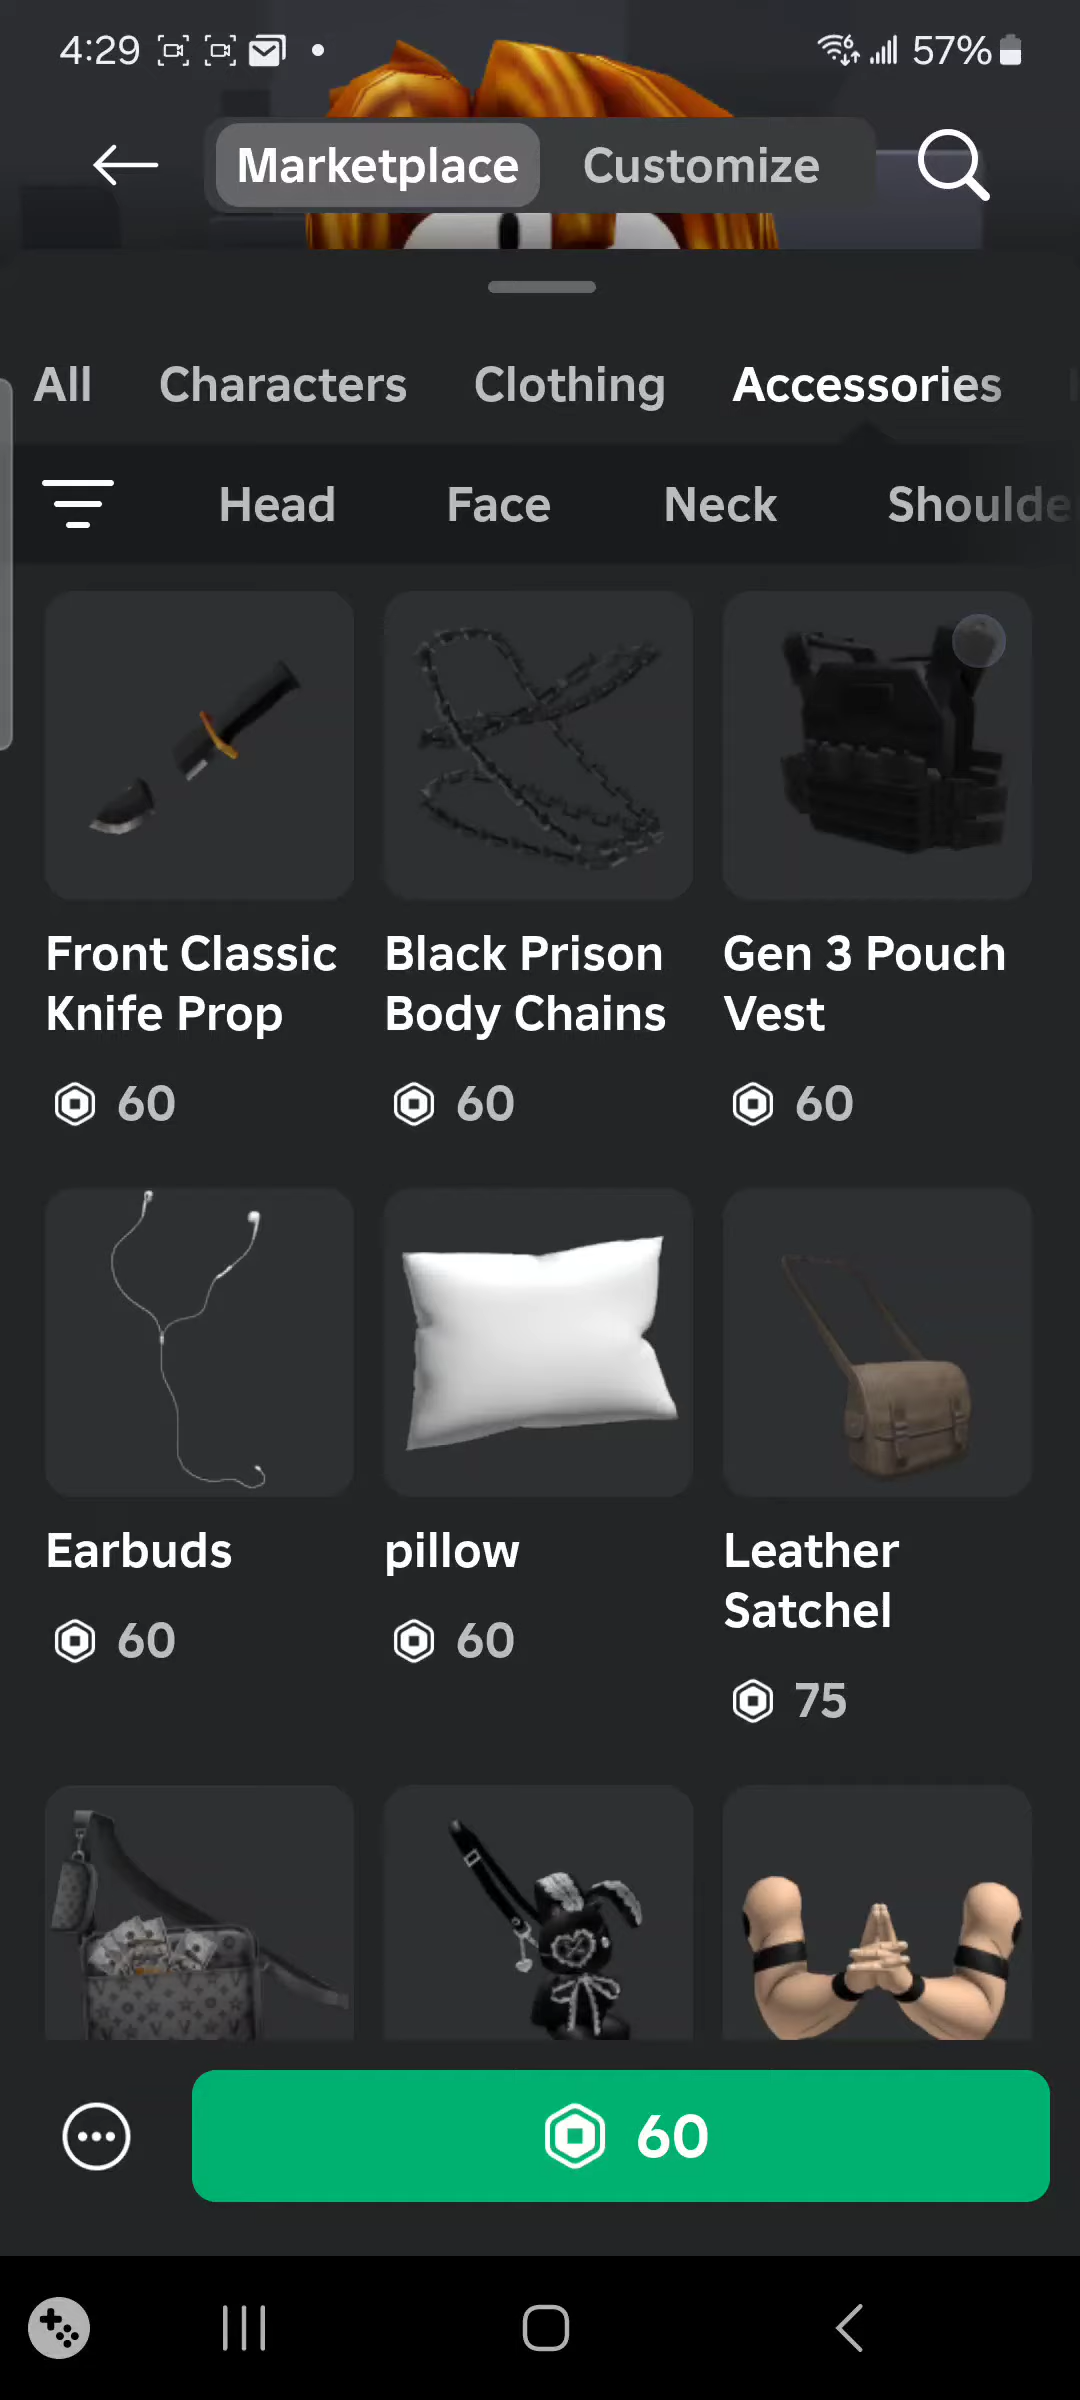 4:29
57%
Marketplace
Customize
All
Characters
Clothing
Accessories
Head
Face
Neck
Shoulde
Front Classic
Knife Prop
60
Black Prison
Body Chains
60
Gen 3 Pouch
Vest
60
Earbuds
60
pillow
60
Leather
Satchel
75
60